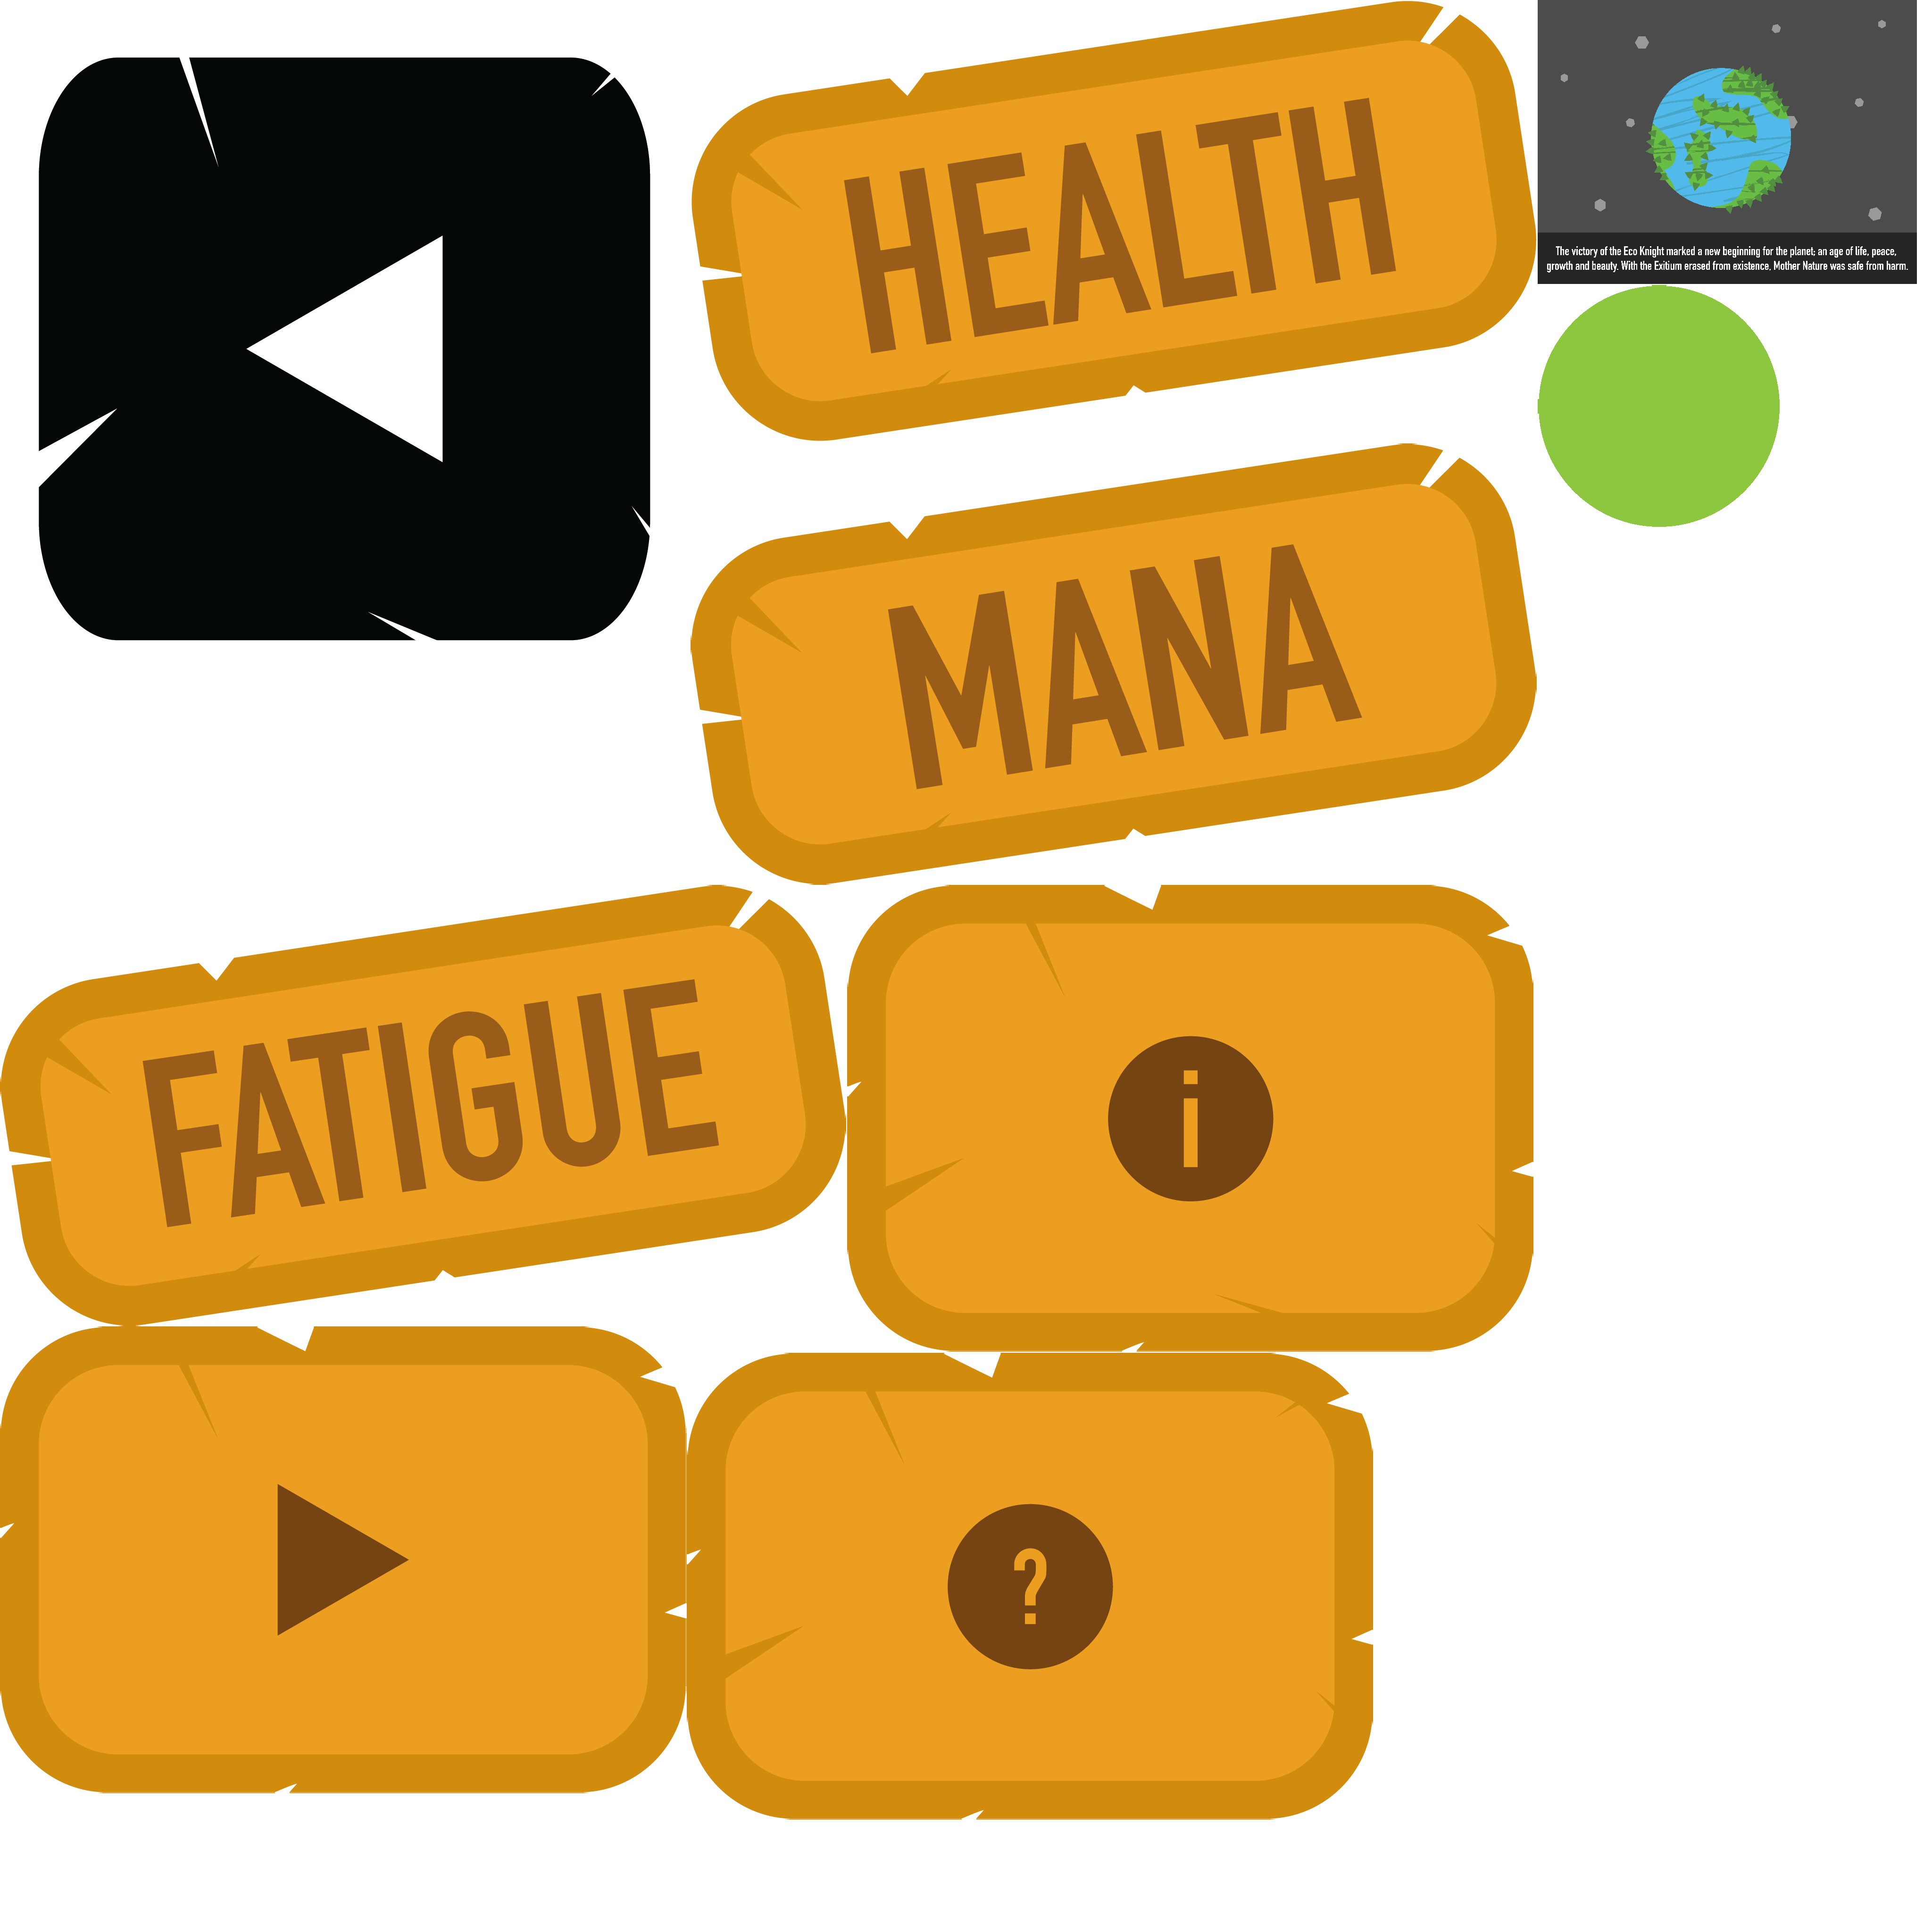 HEALTH
The victory of the Eco Knight marked a new beginning for the planet; an age of life, peace,
growth and beauty. With the Exitium erased from existence, Mother Nature was safe from harm.
MANA
FATIGUE
i
?